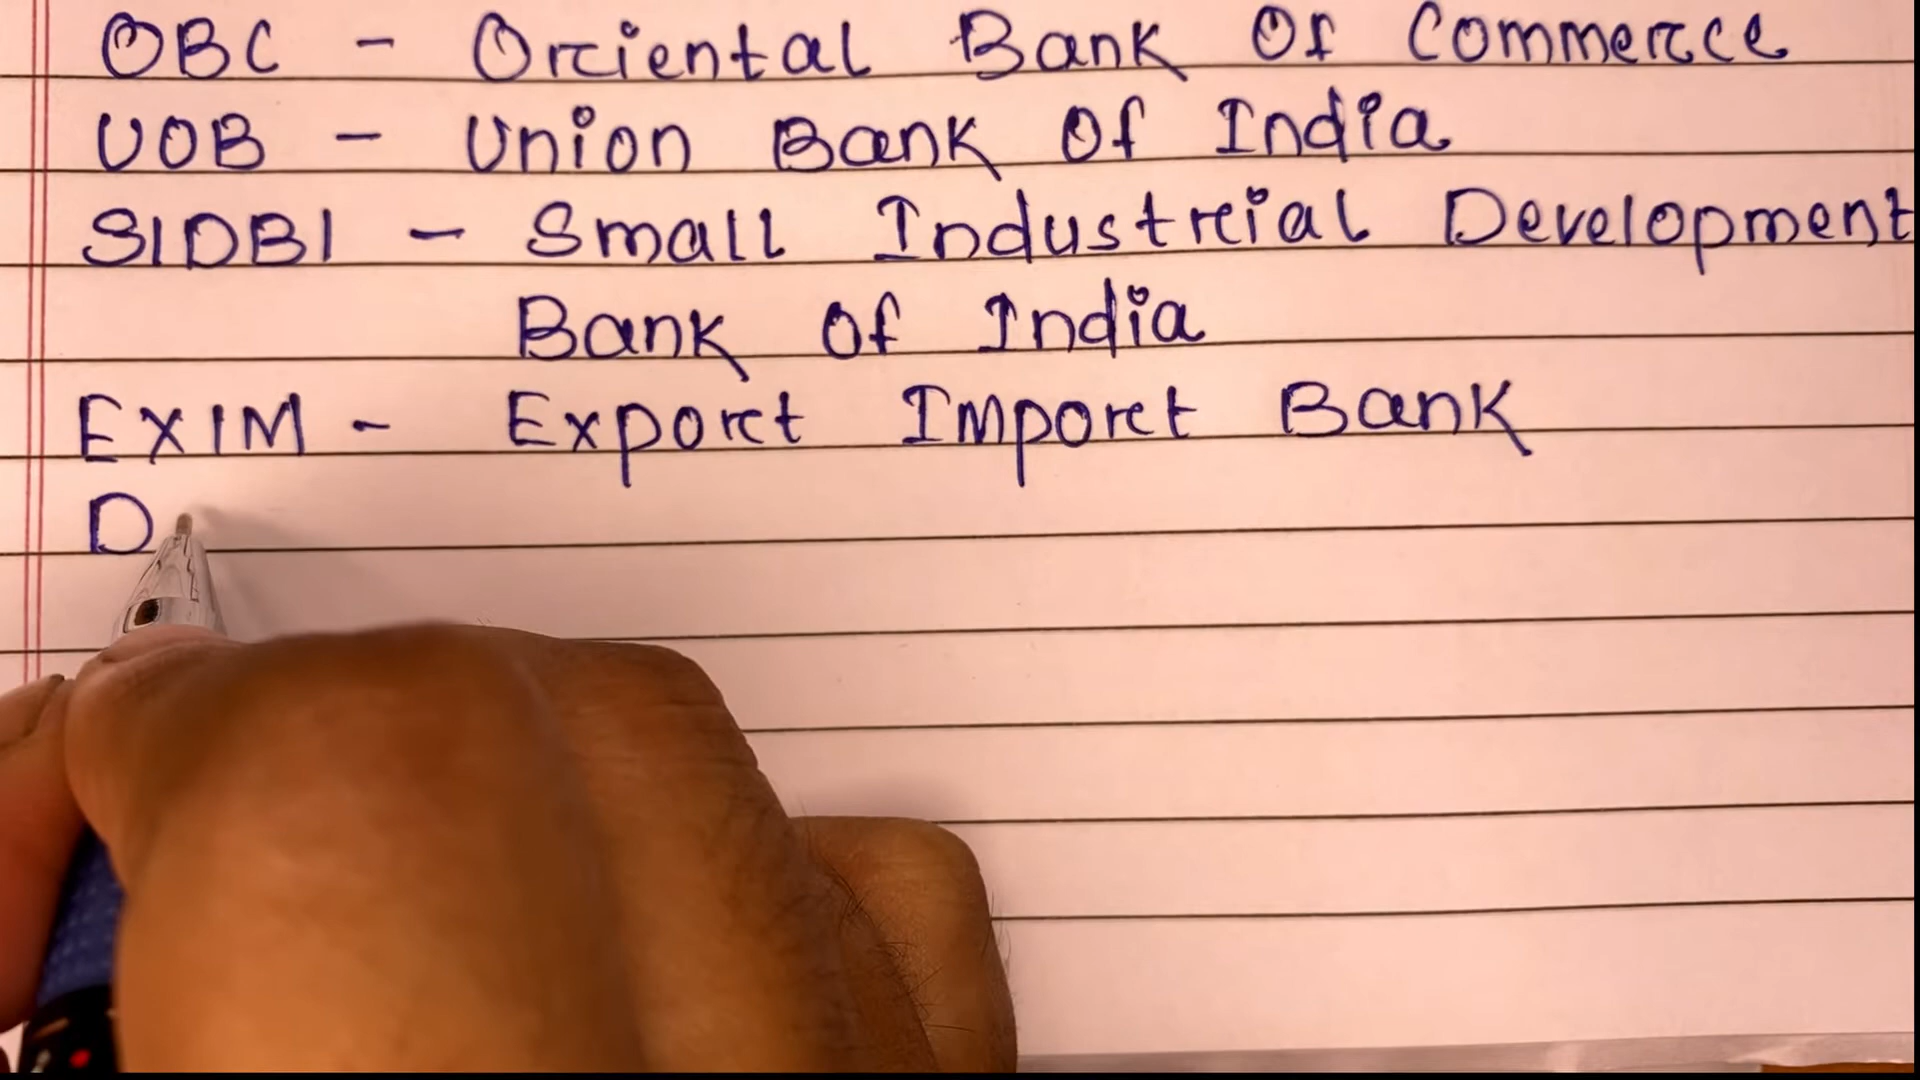 OBC - Oriental Bank Of Commerce
UOB - Union Bank Of India
SIDBI - Small Industrial Development
Bank Of India
EXIM - Export Import Bank
D